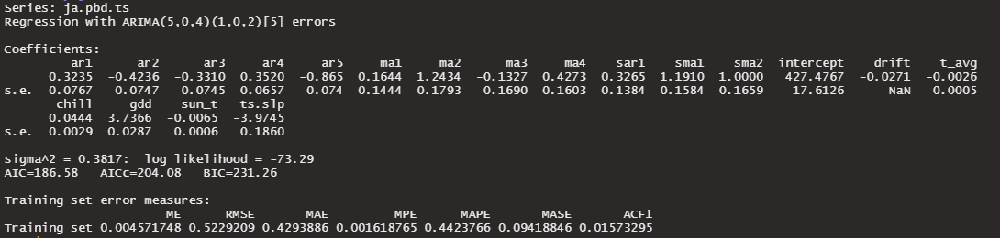 Series: ja.pbd.ts
Regression with ARIMA(5,0,4)(1,0,2)[5] errors
Coefficients:
ar1 ar2 ar3 ar4 ar5 ma1 ma2 ma3 ma4 sar1 sma1 sma2 intercept drift t_avg
0.3235 -0.4236 -0.3310 0.3520 -0.865 0.1644 1.2434 -0.1327 0.4273 0.3265 1.1910 1.0000 427.4767 -0.0271 -0.0026
s.e. 0.0767 0.0747 0.0745 0.0657 0.074 0.1444 0.1793 0.1690 0.1603 0.1384 0.1584 0.1659 17.6126 NaN 0.0005
chill gdd sun_t ts.slp
0.0444 3.7366 -0.0065 -3.9745
s.e. 0.0029 0.0287 0.0006 0.1860
sigma^2 = 0.3817: log likelihood = -73.29
AIC=186.58 AICc=204.08 BIC=231.26
Training set error measures:
ME RMSE MAE MPE MAPE MASE ACF1
Training set 0.004571748 0.5229209 0.4293886 0.001618765 0.4423766 0.09418846 0.01573295